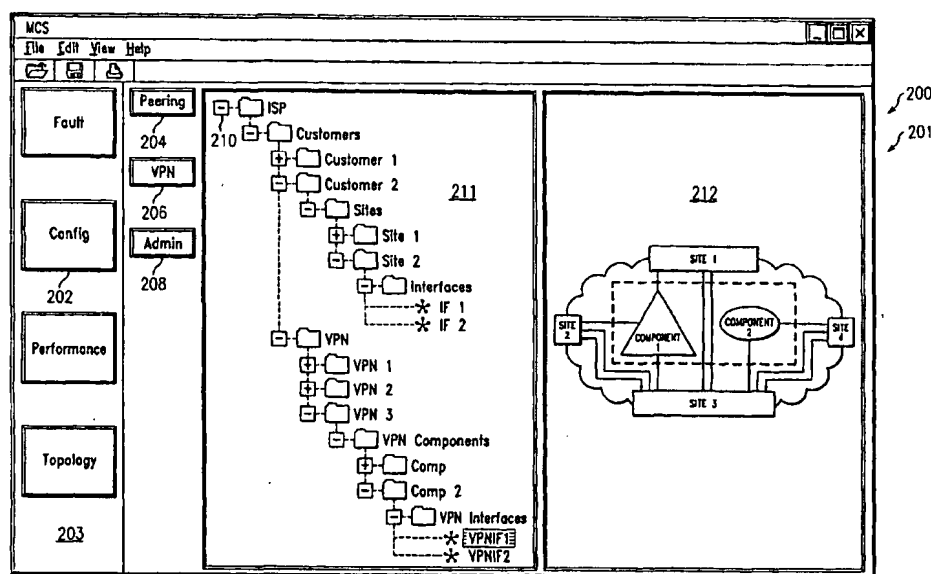 MCS
File Edit View Help
Fault
Config
202
Performance
Topology
203
Peering
204
VPN
206
Admin
208
210
ISP
Customers
Customer 1
Customer 2
Sites
Site 1
Site 2
Interfaces
IF 1
IF 2
VPN
VPN 1
VPN 2
VPN 3
VPN Components
Comp
Comp 2
VPN Interfaces
VPNIF1
VPNIF2
211
212
SITE 1
SITE 2
COMPONENT
COMPONENT 2
SITE 4
SITE 3
200
201